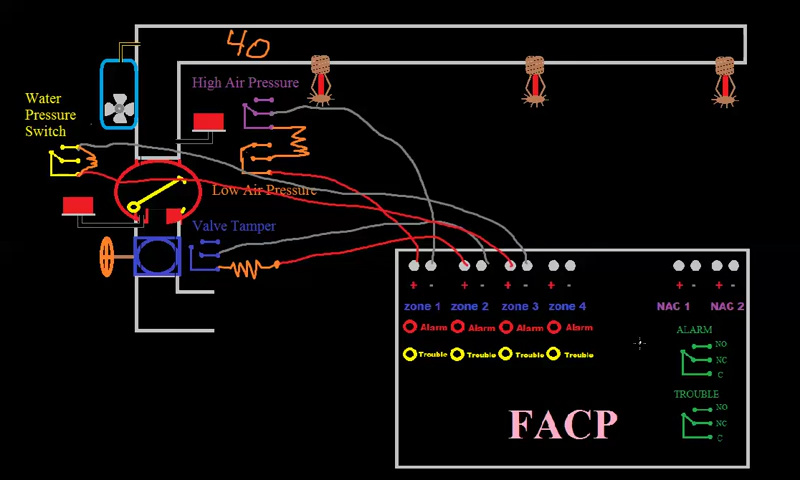 40
High Air Pressure
Water
Pressure
Switch
Low Air Pressure
Valve Tamper
+ - + - + - + -
zone 1 zone 2 zone 3 zone 4
Alarm Alarm Alarm Alarm
Trouble Trouble Trouble Trouble
+ - + -
NAC 1 NAC 2
ALARM
NO
NC
C
TROUBLE
NO
NC
C
FACP